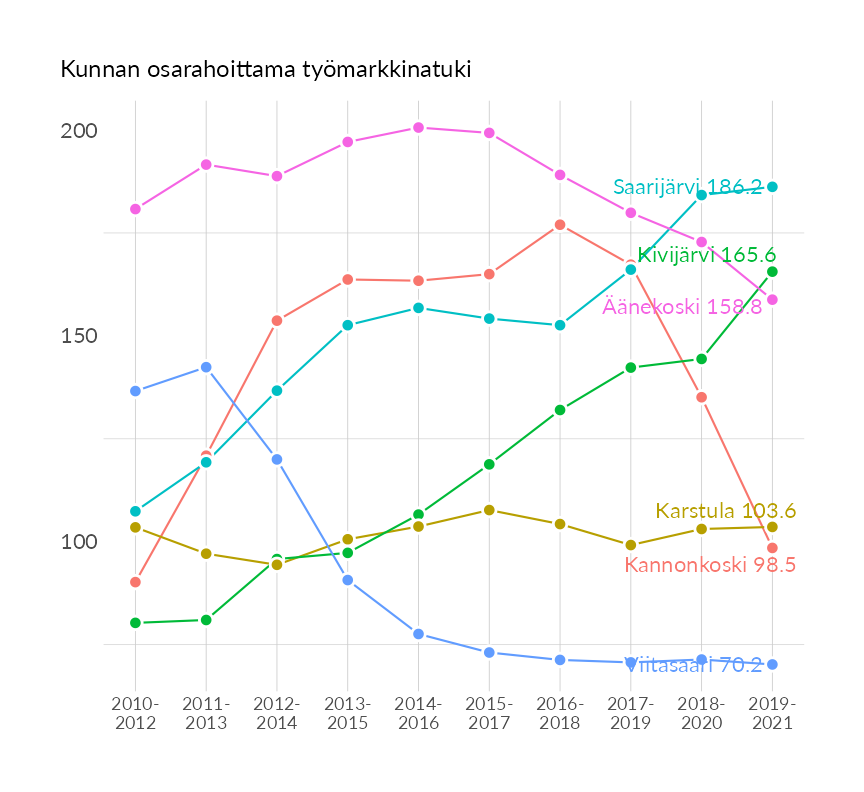 Kunnan osarahoittama työmarkkinatuki
200
Saarijärvi 186.2
Kivijärvi 165.6
Äänekoski 158.8
150
Karstula 103.6
100
Kannonkoski 98.5
Viitasaari 70.2
2010- 2011- 2012- 2013- 2014- 2015- 2016- 2017- 2018- 2019-
2012 2013 2014 2015 2016 2017 2018 2019 2020 2021